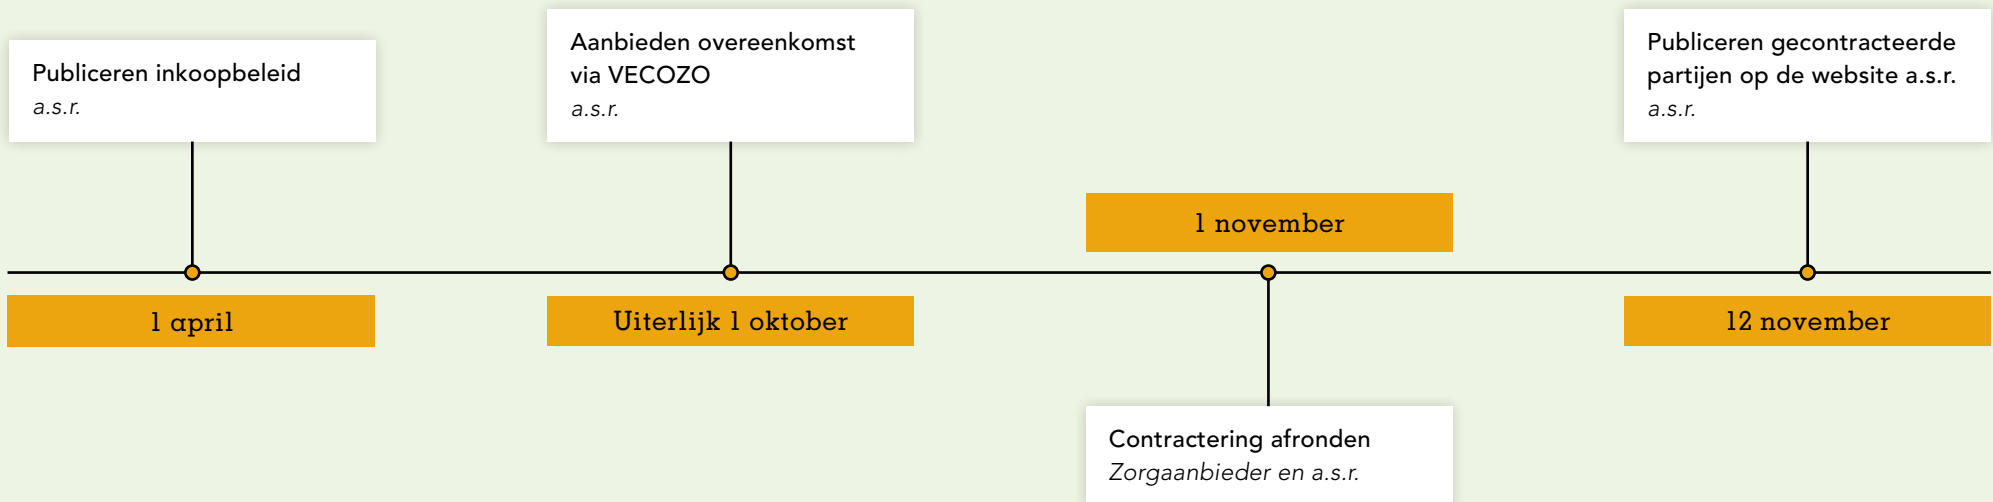 Publiceren inkoopbeleid
a.s.r.
1 april
Aanbieden overeenkomst
via VECOZO
a.s.r.
Uiterlijk 1 oktober
1 november
Contractering afronden
Zorgaanbieder en a.s.r.
Publiceren gecontracteerde
partijen op de website a.s.r.
a.s.r.
12 november